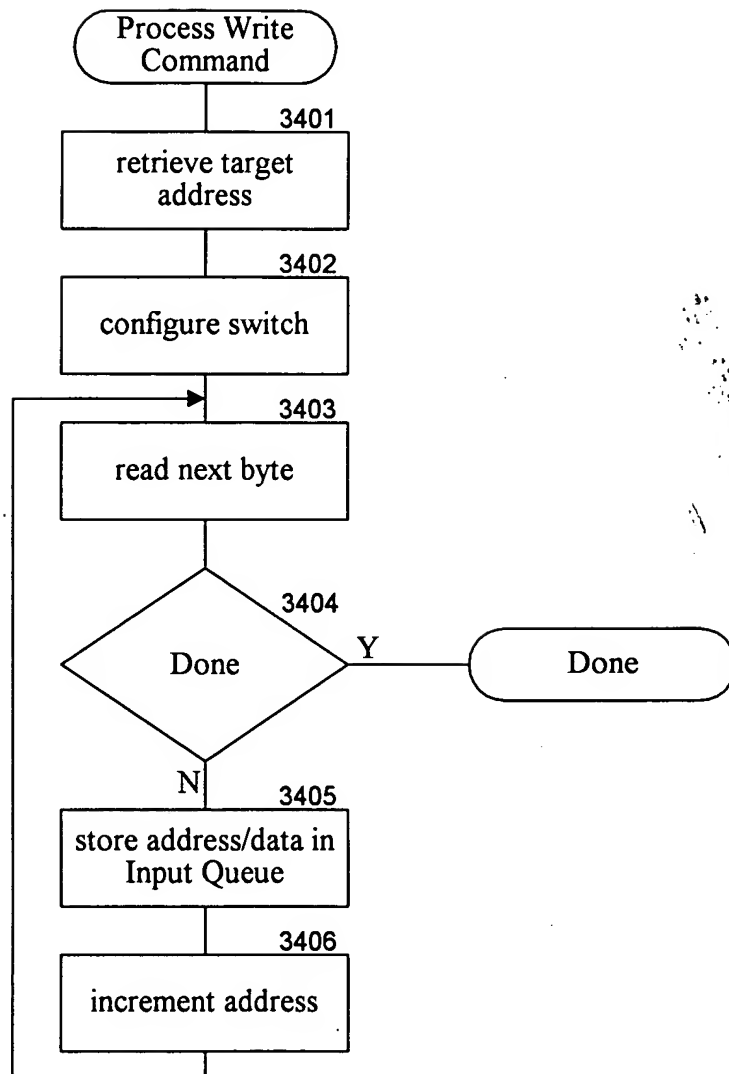 Process Write
Command
3401
retrieve target
address
3402
configure switch
3403
read next byte
3404
Done
Y
Done
N
3405
store address/data in
Input Queue
3406
increment address